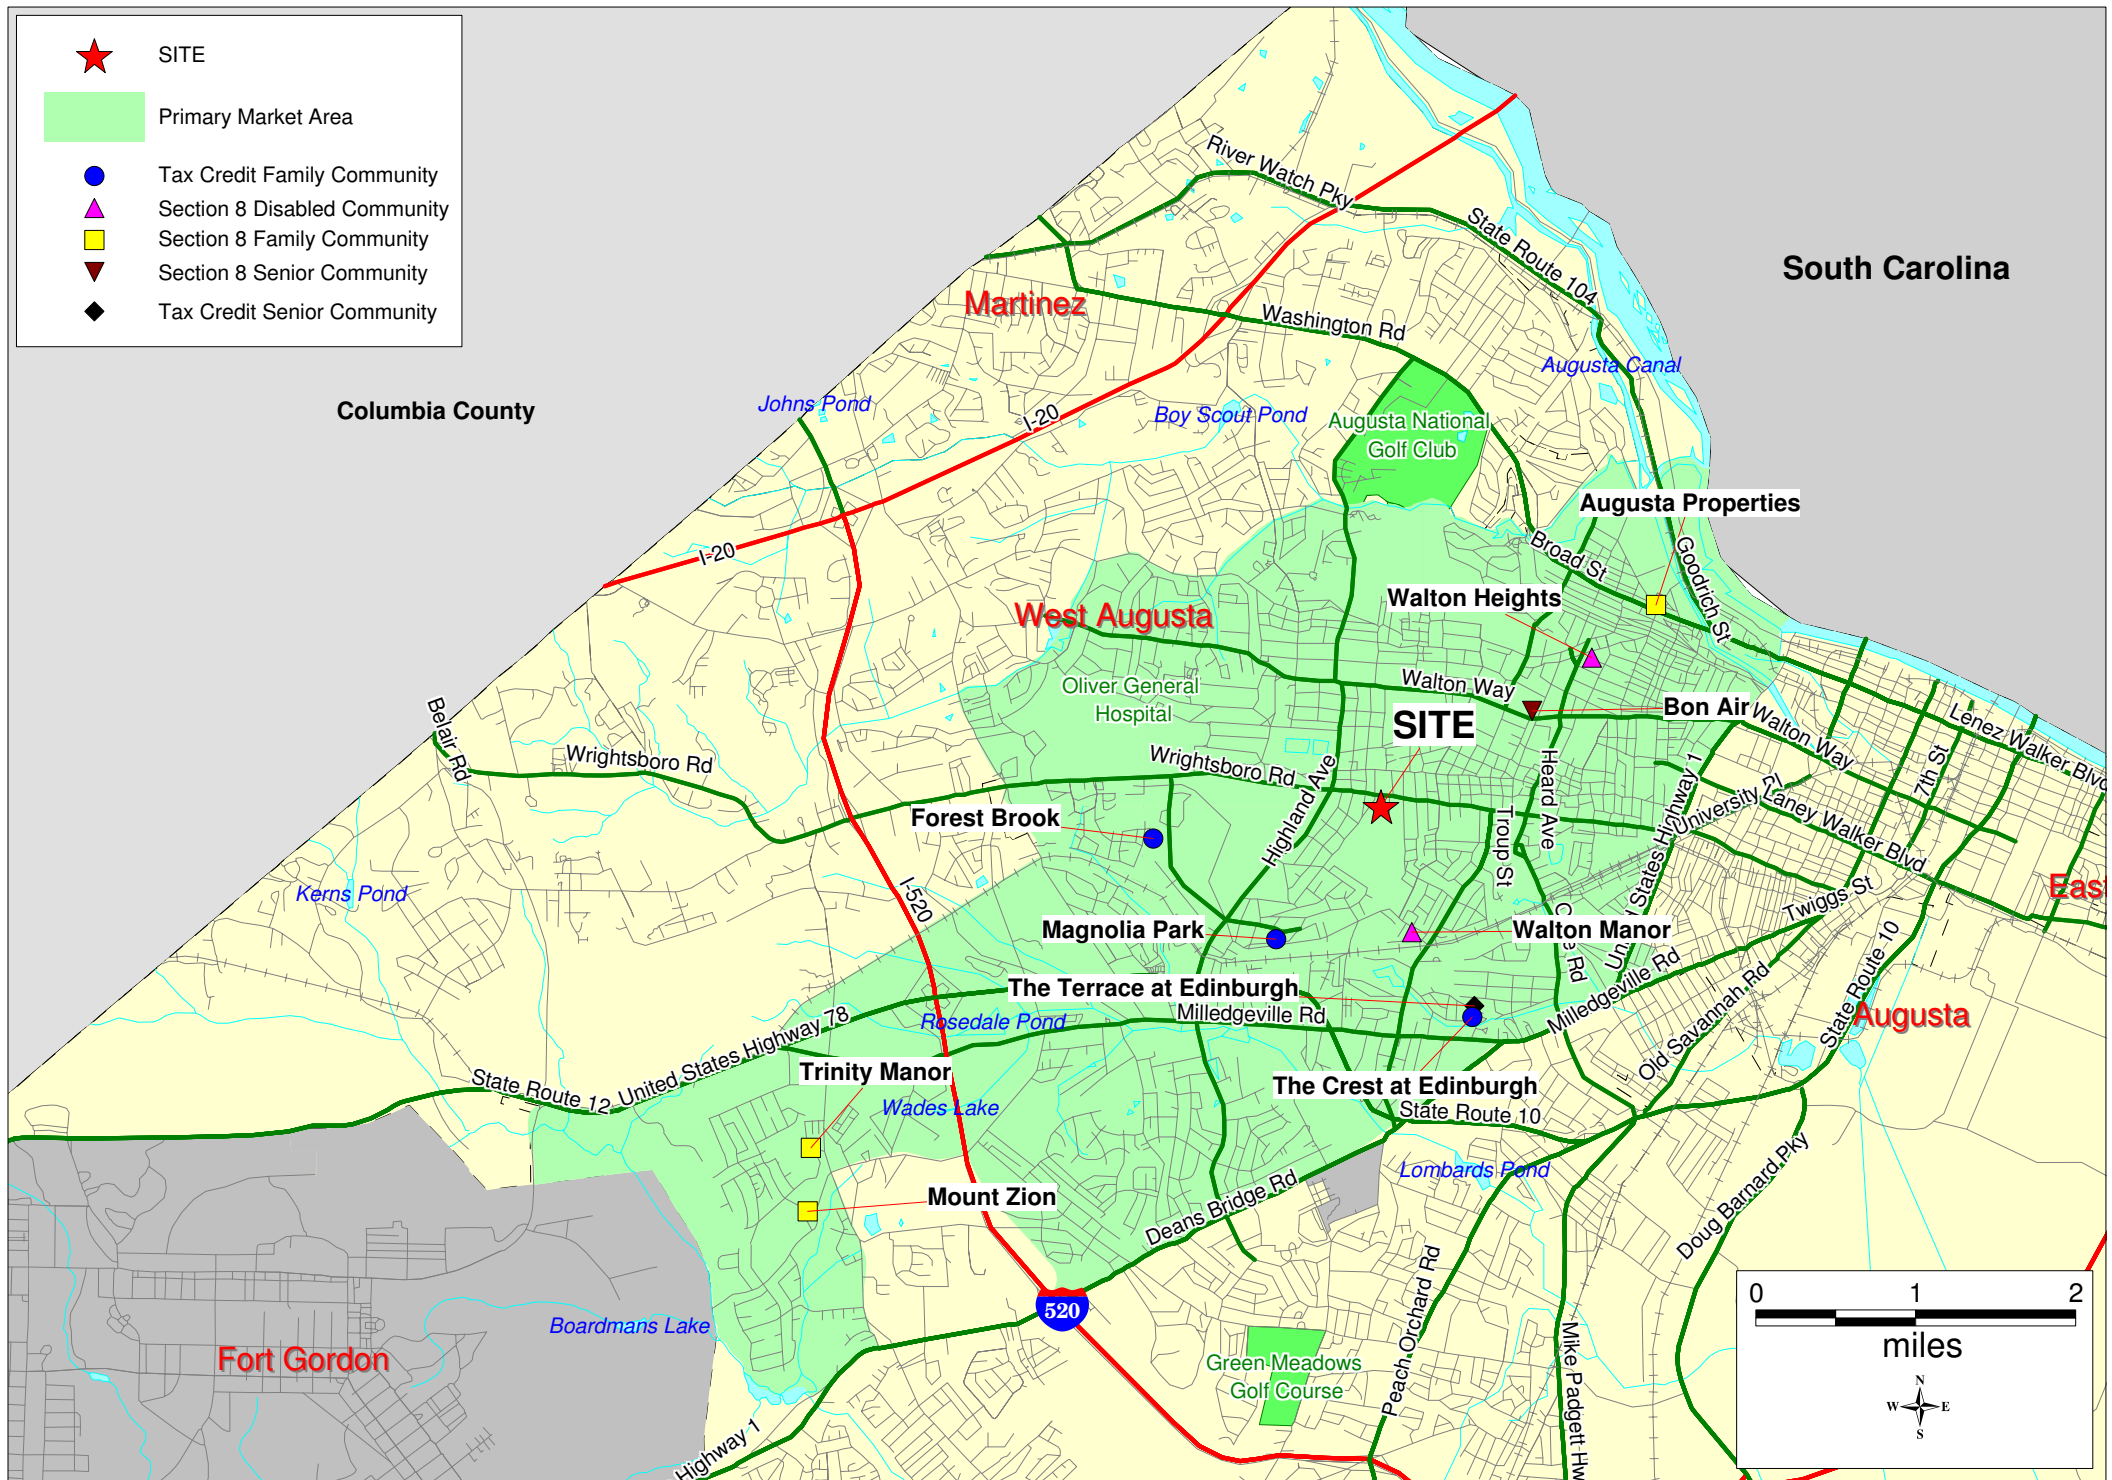 SITE
Primary Market Area
Tax Credit Family Community
Section 8 Disabled Community
Section 8 Family Community
Section 8 Senior Community
Tax Credit Senior Community
River Watch Pky
State Route 104
South Carolina
Martinez
Washington Rd
Augusta Canal
Columbia County
Johns Pond
I-20
Boy Scout Pond
Augusta National
Golf Club
Augusta Properties
I-20
Broad St
Goodrich St
Walton Heights
West Augusta
Oliver General
Hospital
Walton Way
Bon Air
Walton Way
Lenez Walker Blvd
SITE
Belair Rd
Wrightsboro Rd
Wrightsboro Rd
Highland Ave
Heard Ave
Troup St
United States Highway 1
University Pl
7th St
Laney Walker Blvd
Forest Brook
Kerns Pond
I-520
East
Twiggs St
Magnolia Park
Walton Manor
Rd
Milledgeville Rd
State Route 10
The Terrace at Edinburgh
Milledgeville Rd
Old Savannah Rd
Augusta
Rosedale Pond
State Route 12
United States Highway 78
Trinity Manor
Wades Lake
The Crest at Edinburgh
State Route 10
Lombards Pond
Doug Barnard Pky
Mount Zion
Deans Bridge Rd
Peach Orchard Rd
520
Boardmans Lake
Fort Gordon
Green Meadows
Golf Course
Mike Padgett Hw
Highway 1
0 1 2
miles
N
W E
S